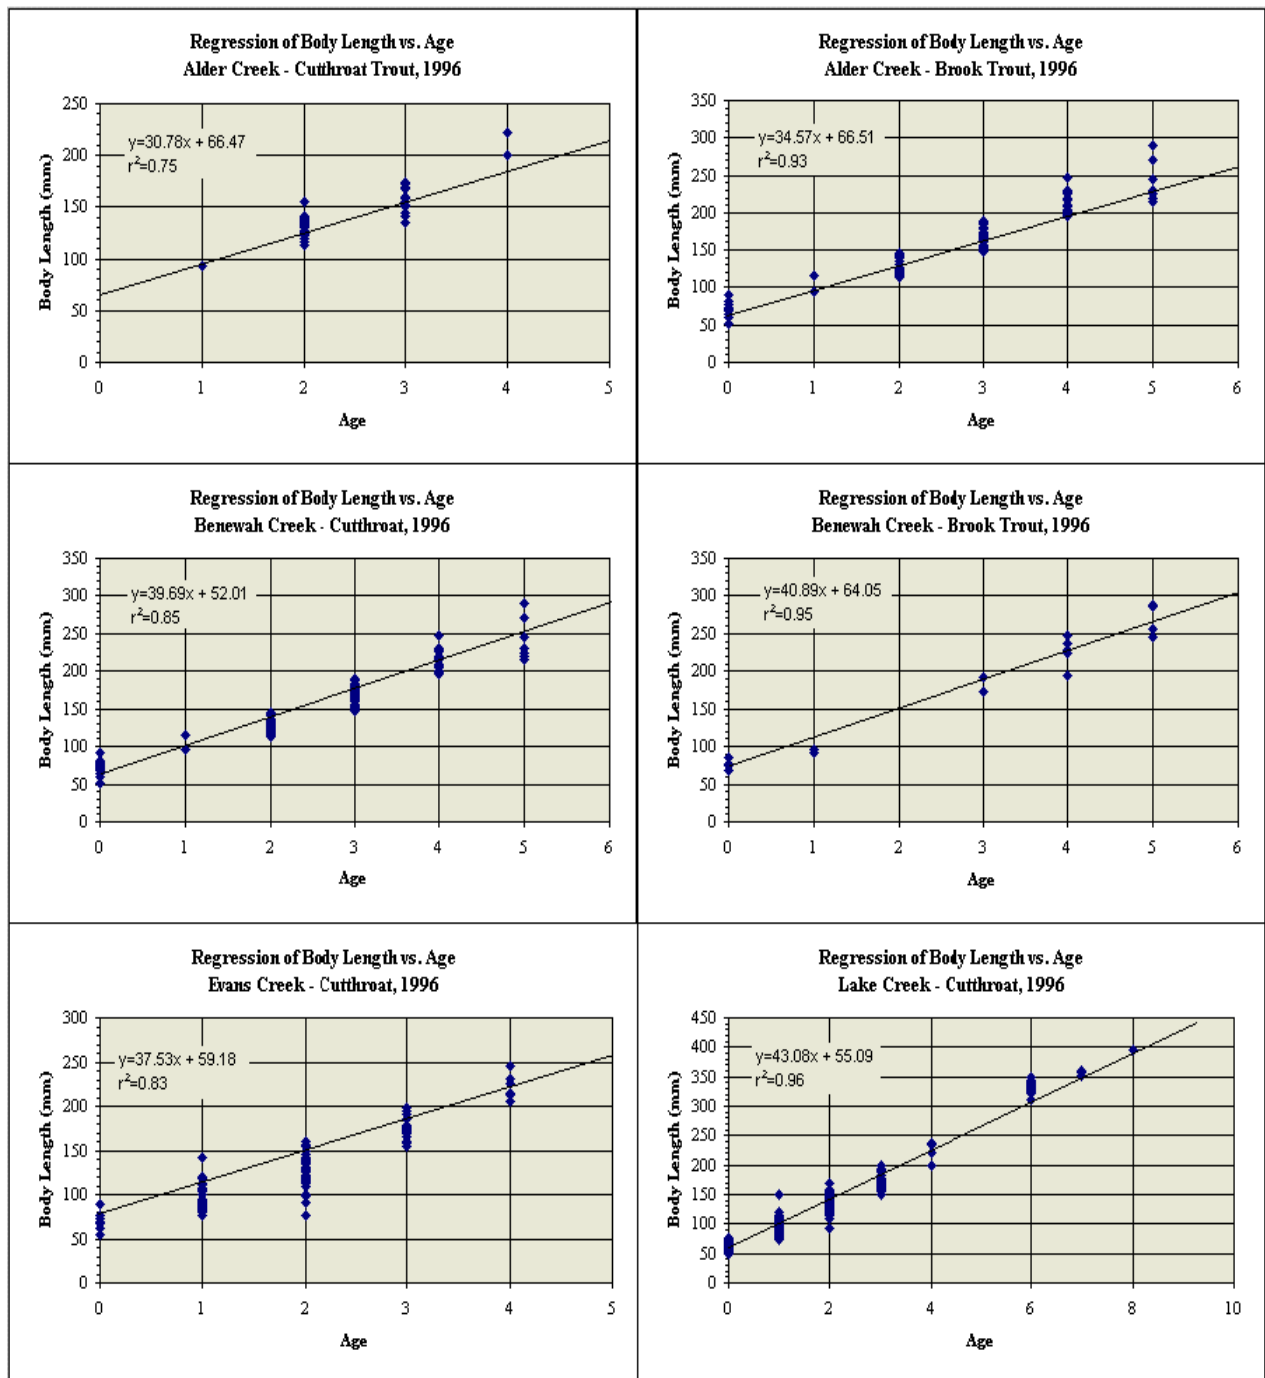 Regression of Body Length vs. Age
Alder Creek - Cutthroat Trout, 1996
y=30.78x + 66.47
r²=0.75
250
200
150
100
50
0
Body Length (mm)
0 1 2 3 4 5
Age
Regression of Body Length vs. Age
Alder Creek - Brook Trout, 1996
y=34.57x + 66.51
r²=0.93
350
300
250
200
150
100
50
0
Body Length (mm)
0 1 2 3 4 5 6
Age
Regression of Body Length vs. Age
Benewah Creek - Cutthroat, 1996
y=39.69x + 52.01
r²=0.85
350
300
250
200
150
100
50
0
Body Length (mm)
0 1 2 3 4 5 6
Age
Regression of Body Length vs. Age
Benewah Creek - Brook Trout, 1996
y=40.89x + 64.05
r²=0.95
350
300
250
200
150
100
50
0
Body Length (mm)
0 1 2 3 4 5 6
Age
Regression of Body Length vs. Age
Evans Creek - Cutthroat, 1996
y=37.53x + 59.18
r²=0.83
300
250
200
150
100
50
0
Body Length (mm)
0 1 2 3 4 5
Age
Regression of Body Length vs. Age
Lake Creek - Cutthroat, 1996
y=43.08x + 55.09
r²=0.96
450
400
350
300
250
200
150
100
50
0
Body Length (mm)
0 2 4 6 8 10
Age